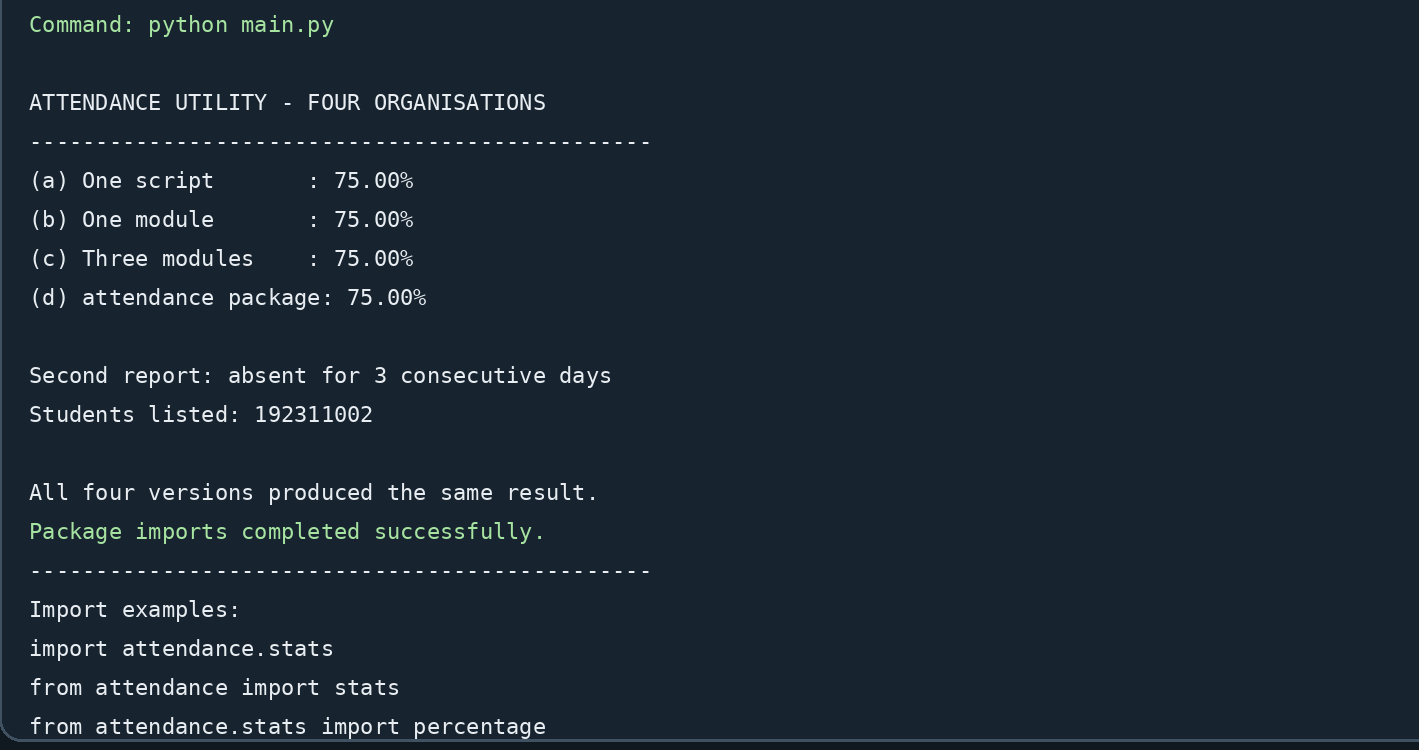 Command: python main.py
ATTENDANCE UTILITY - FOUR ORGANISATIONS
-----------------------------------------------
(a) One script       : 75.00%
(b) One module       : 75.00%
(c) Three modules    : 75.00%
(d) attendance package: 75.00%
Second report: absent for 3 consecutive days
Students listed: 192311002
All four versions produced the same result.
Package imports completed successfully.
-----------------------------------------------
Import examples:
import attendance.stats
from attendance import stats
from attendance.stats import percentage